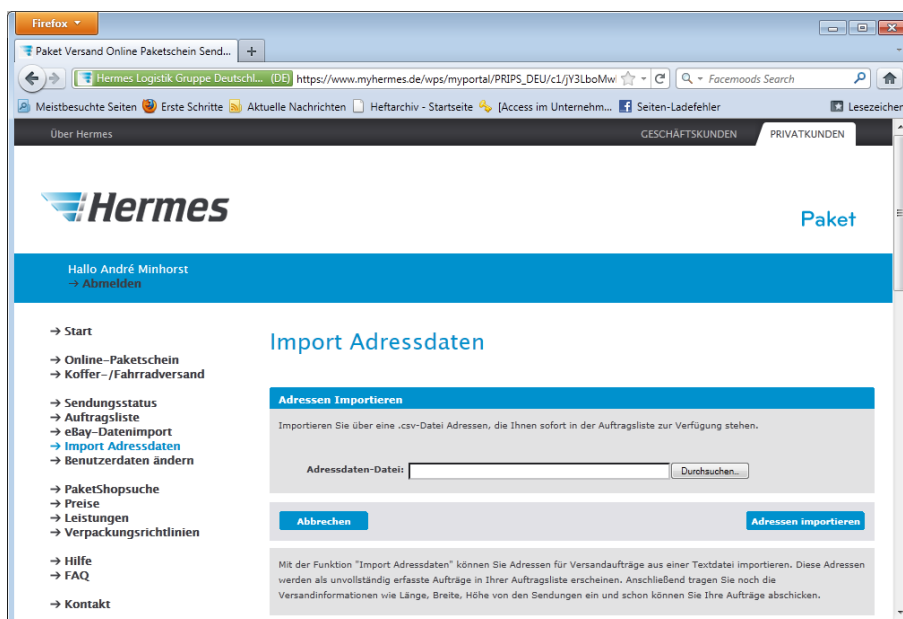 Firefox
Paket Versand Online Paketschein Send...
Hermes Logistik Gruppe Deutschl... (DE) https://www.myhermes.de/wps/myportal/PRIPS_DEU/c1/jY3LboMw
Facemoods Search
Meistbesuchte Seiten Erste Schritte Aktuelle Nachrichten Heftarchiv - Startseite [Access im Unternehm... Seiten-Ladefehler Lesezeichen
Über Hermes GESCHÄFTSKUNDEN PRIVATKUNDEN
Hermes
Paket
Hallo André Minhorst
→ Abmelden
→ Start
Import Adressdaten
→ Online-Paketschein
→ Koffer-/Fahrradversand
→ Sendungsstatus
→ Auftragsliste
→ eBay-Datenimport
→ Import Adressdaten
→ Benutzerdaten ändern
→ PaketShopsuche
→ Preise
→ Leistungen
→ Verpackungsrichtlinien
→ Hilfe
→ FAQ
→ Kontakt
Adressen Importieren
Importieren Sie über eine .csv-Datei Adressen, die Ihnen sofort in der Auftragsliste zur Verfügung stehen.
Adressdaten-Datei: Durchsuchen...
Abbrechen Adressen importieren
Mit der Funktion "Import Adressdaten" können Sie Adressen für Versandaufträge aus einer Textdatei importieren. Diese Adressen
werden als unvollständig erfasste Aufträge in Ihrer Auftragsliste erscheinen. Anschließend tragen Sie noch die
Versandinformationen wie Länge, Breite, Höhe von den Sendungen ein und schon können Sie Ihre Aufträge abschicken.